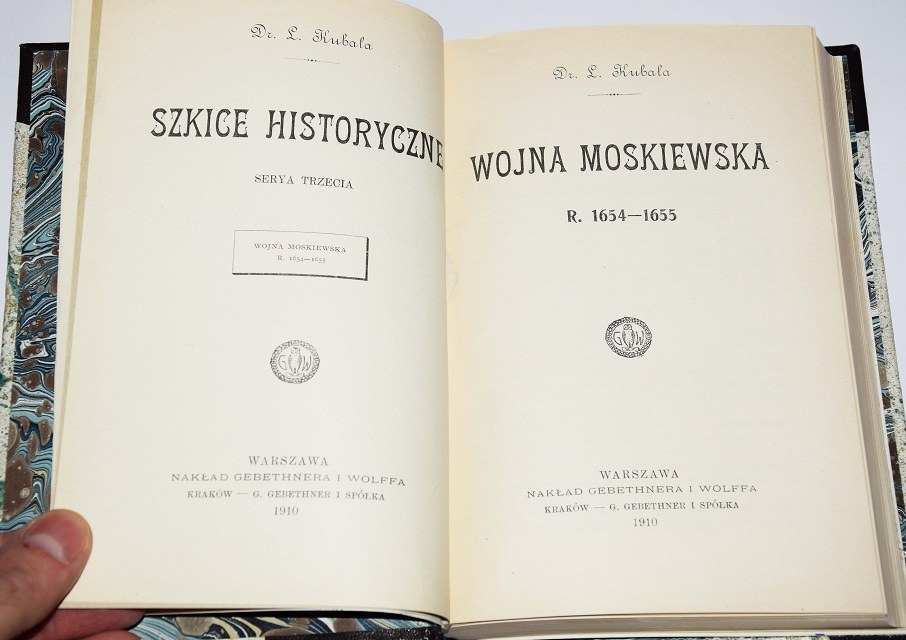 Dr. L. Kubala
SZKICE HISTORYCZNE
SERYA TRZECIA
WOJNA MOSKIEWSKA
R. 1654—1655
G W
WARSZAWA
NAKŁAD GEBETHNERA I WOLFFA
KRAKÓW — G. GEBETHNER I SPÓŁKA
1910
Dr. L. Kubala
WOJNA MOSKIEWSKA
R. 1654—1655
G W
WARSZAWA
NAKŁAD GEBETHNERA I WOLFFA
KRAKÓW — G. GEBETHNER I SPÓŁKA
1910